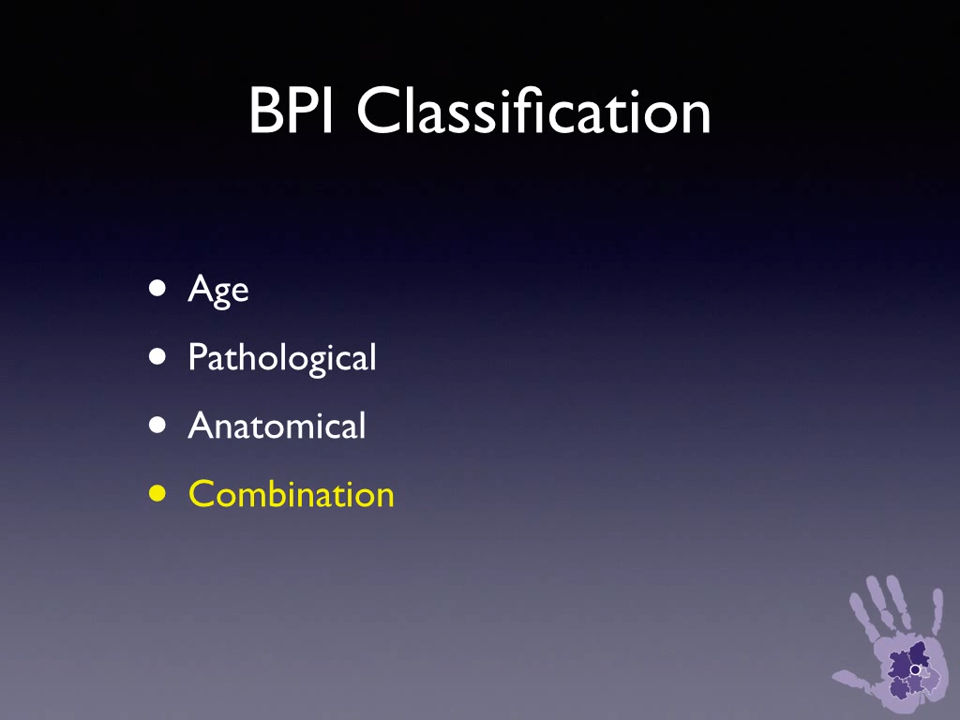 BPI Classification
• Age
• Pathological
• Anatomical
• Combination